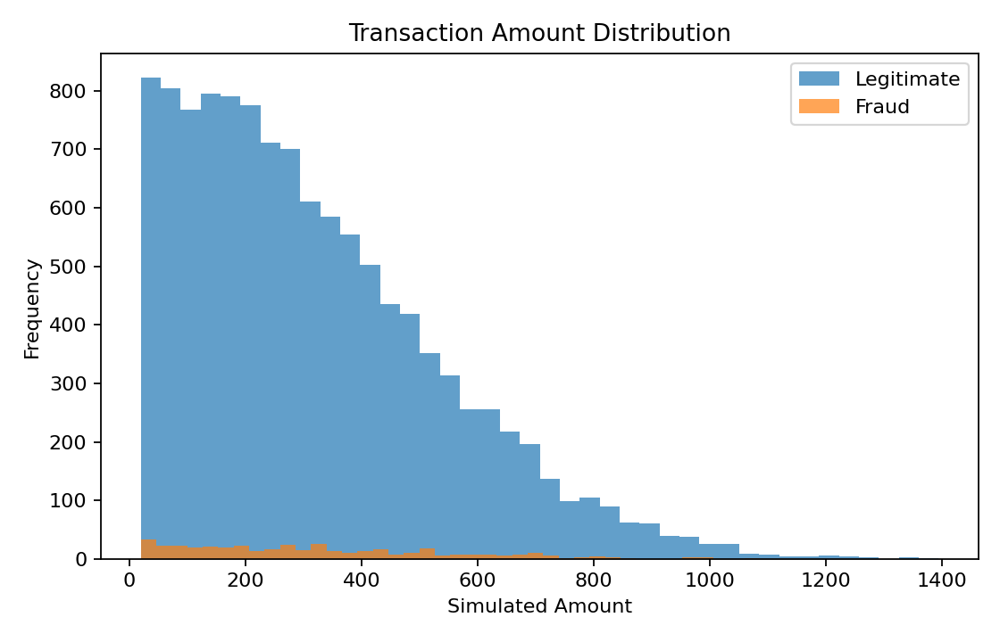 Transaction Amount Distribution
Legitimate
Fraud
Frequency
800
700
600
500
400
300
200
100
0
0 200 400 600 800 1000 1200 1400
Simulated Amount